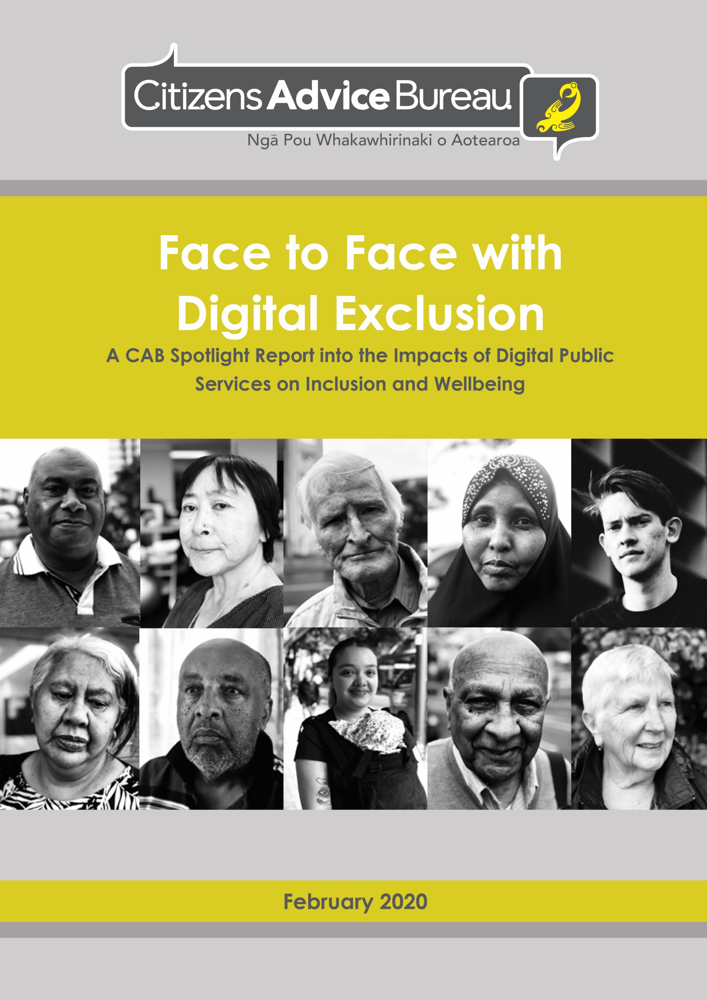 Citizens Advice Bureau
Ngā Pou Whakawhirinaki o Aotearoa
Face to Face with
Digital Exclusion
A CAB Spotlight Report into the Impacts of Digital Public
Services on Inclusion and Wellbeing
February 2020